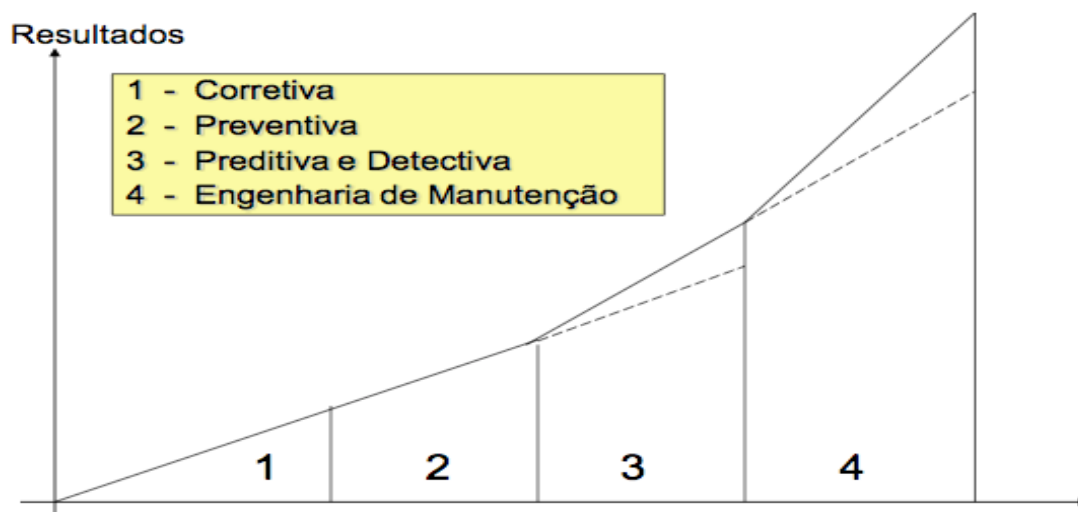 Resultados
1 - Corretiva
2 - Preventiva
3 - Preditiva e Detectiva
4 - Engenharia de Manutenção
1 2 3 4